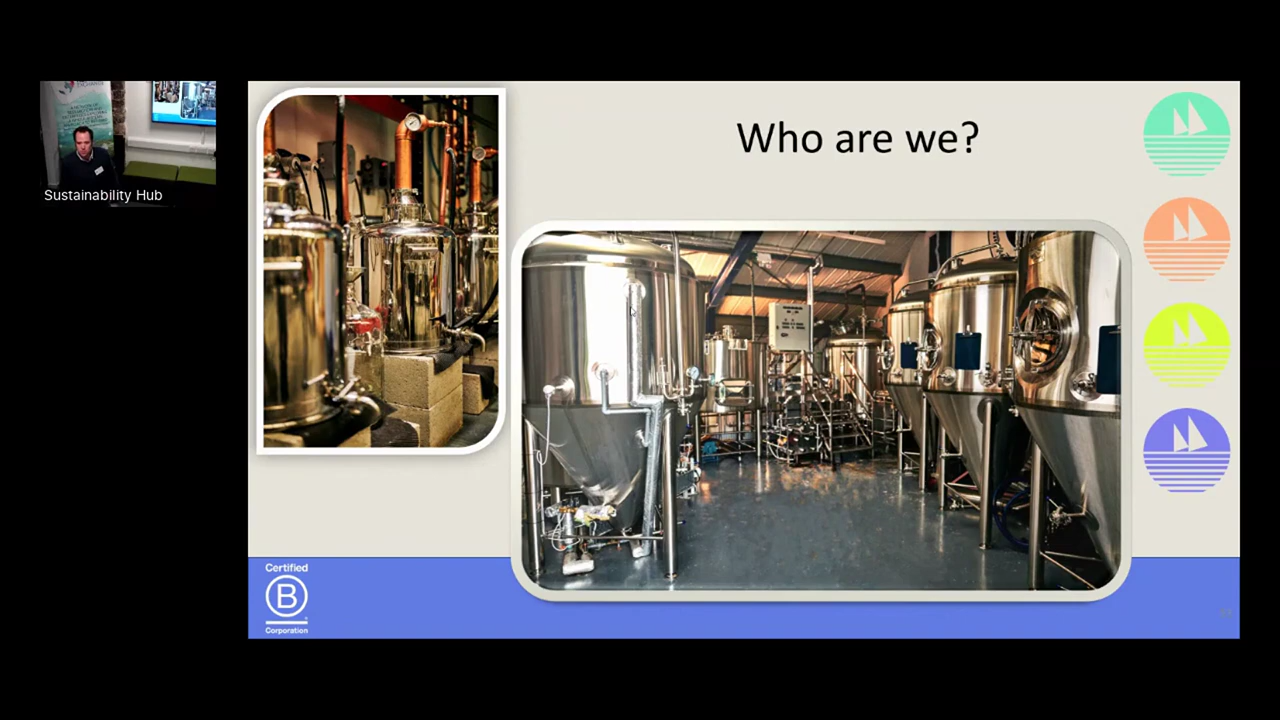 Who are we?
Sustainability Hub
Certified
B
Corporation